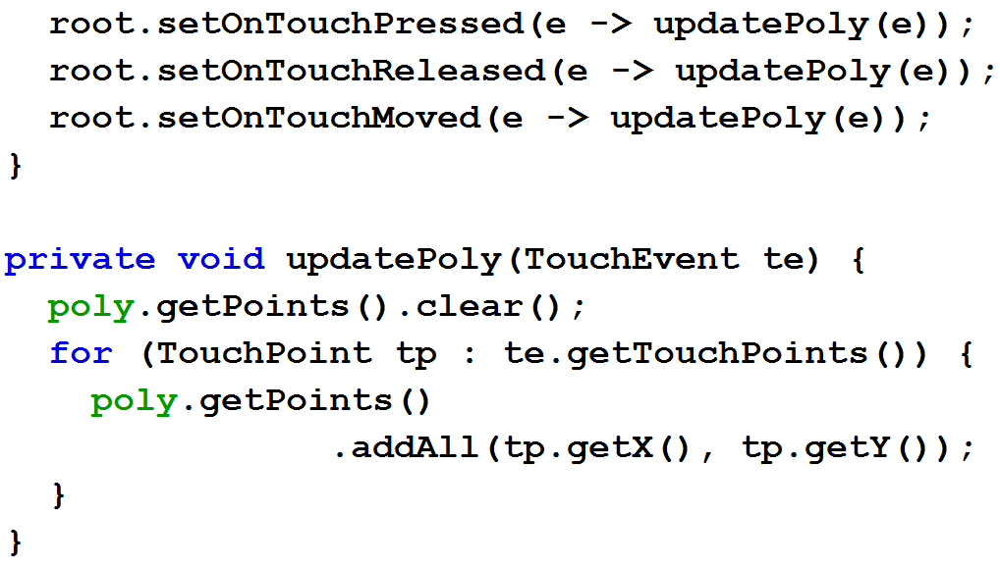 root.setOnTouchPressed(e -> updatePoly(e));
root.setOnTouchReleased(e -> updatePoly(e));
root.setOnTouchMoved(e -> updatePoly(e));
}
private void updatePoly(TouchEvent te) {
poly.getPoints().clear();
for (TouchPoint tp : te.getTouchPoints()) {
poly.getPoints()
.addAll(tp.getX(), tp.getY());
}
}